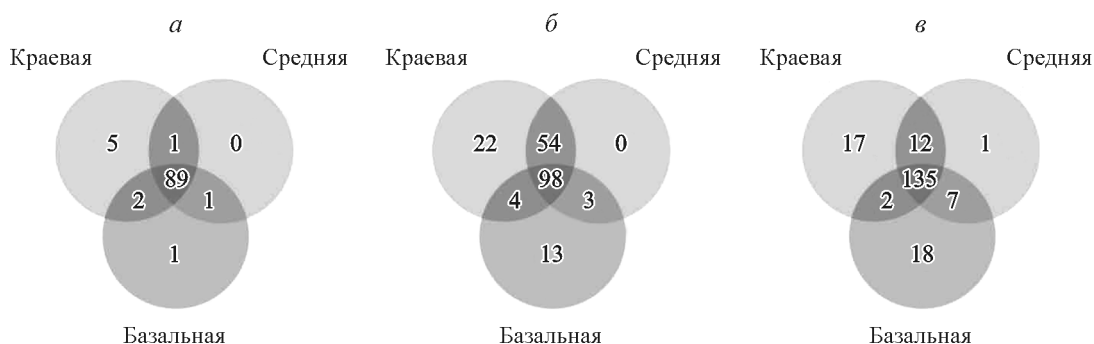 а б в
Краевая Средняя Краевая Средняя Краевая Средняя
5 1 0 22 54 0 17 12 1
89 98 135
2 1 4 3 2 7
1 13 18
Базальная Базальная Базальная